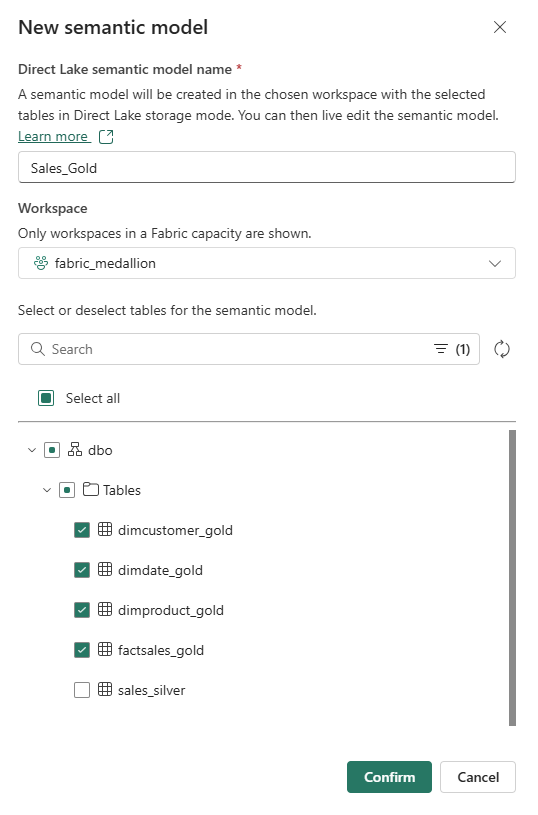 New semantic model
Direct Lake semantic model name *
A semantic model will be created in the chosen workspace with the selected
tables in Direct Lake storage mode. You can then live edit the semantic model.
Learn more
Sales_Gold
Workspace
Only workspaces in a Fabric capacity are shown.
fabric_medallion
Select or deselect tables for the semantic model.
Search (1)
Select all
dbo
Tables
dimcustomer_gold
dimdate_gold
dimproduct_gold
factsales_gold
sales_silver
Confirm Cancel